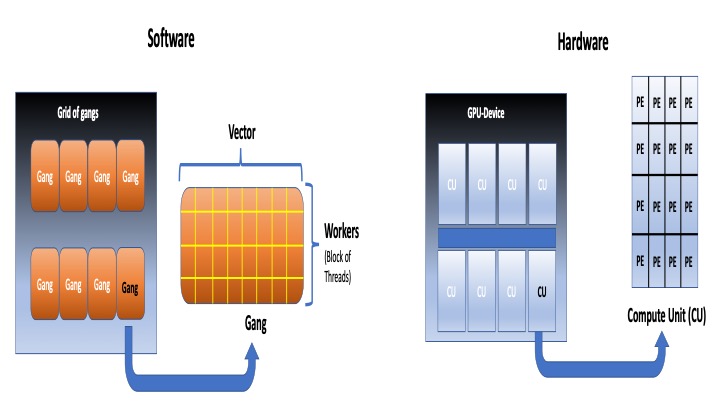 Software
Hardware
Grid of gangs
Gang Gang Gang Gang
Gang Gang Gang Gang
Vector
Workers
(Block of
Threads)
Gang
GPU-Device
CU CU CU CU
CU CU CU CU
PE PE PE PE
PE PE PE PE
PE PE PE PE
PE PE PE PE
Compute Unit (CU)